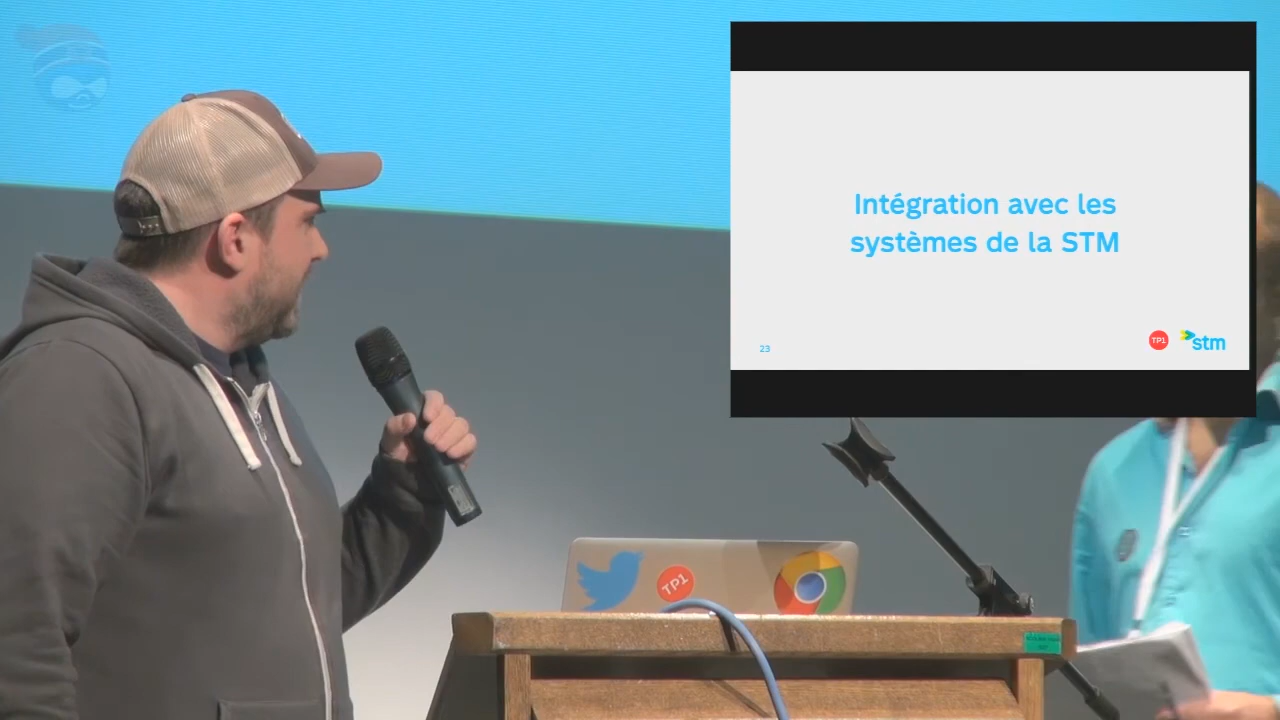 Intégration avec les
systèmes de la STM
23
TP1
stm
TP1